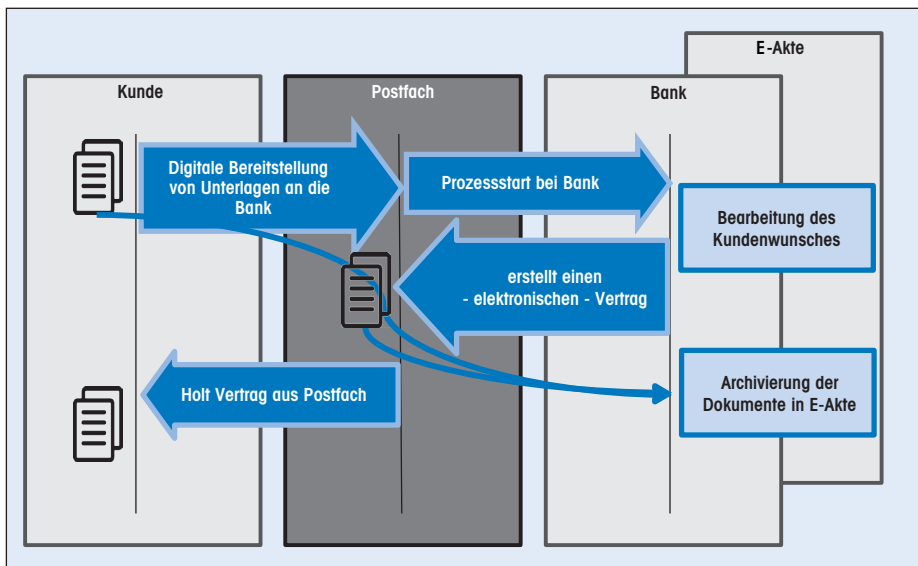 E-Akte
Kunde
Postfach
Bank
Digitale Bereitstellung
von Unterlagen an die
Bank
Prozessstart bei Bank
Bearbeitung des
Kundenwunsches
erstellt einen
- elektronischen - Vertrag
Holt Vertrag aus Postfach
Archivierung der
Dokumente in E-Akte